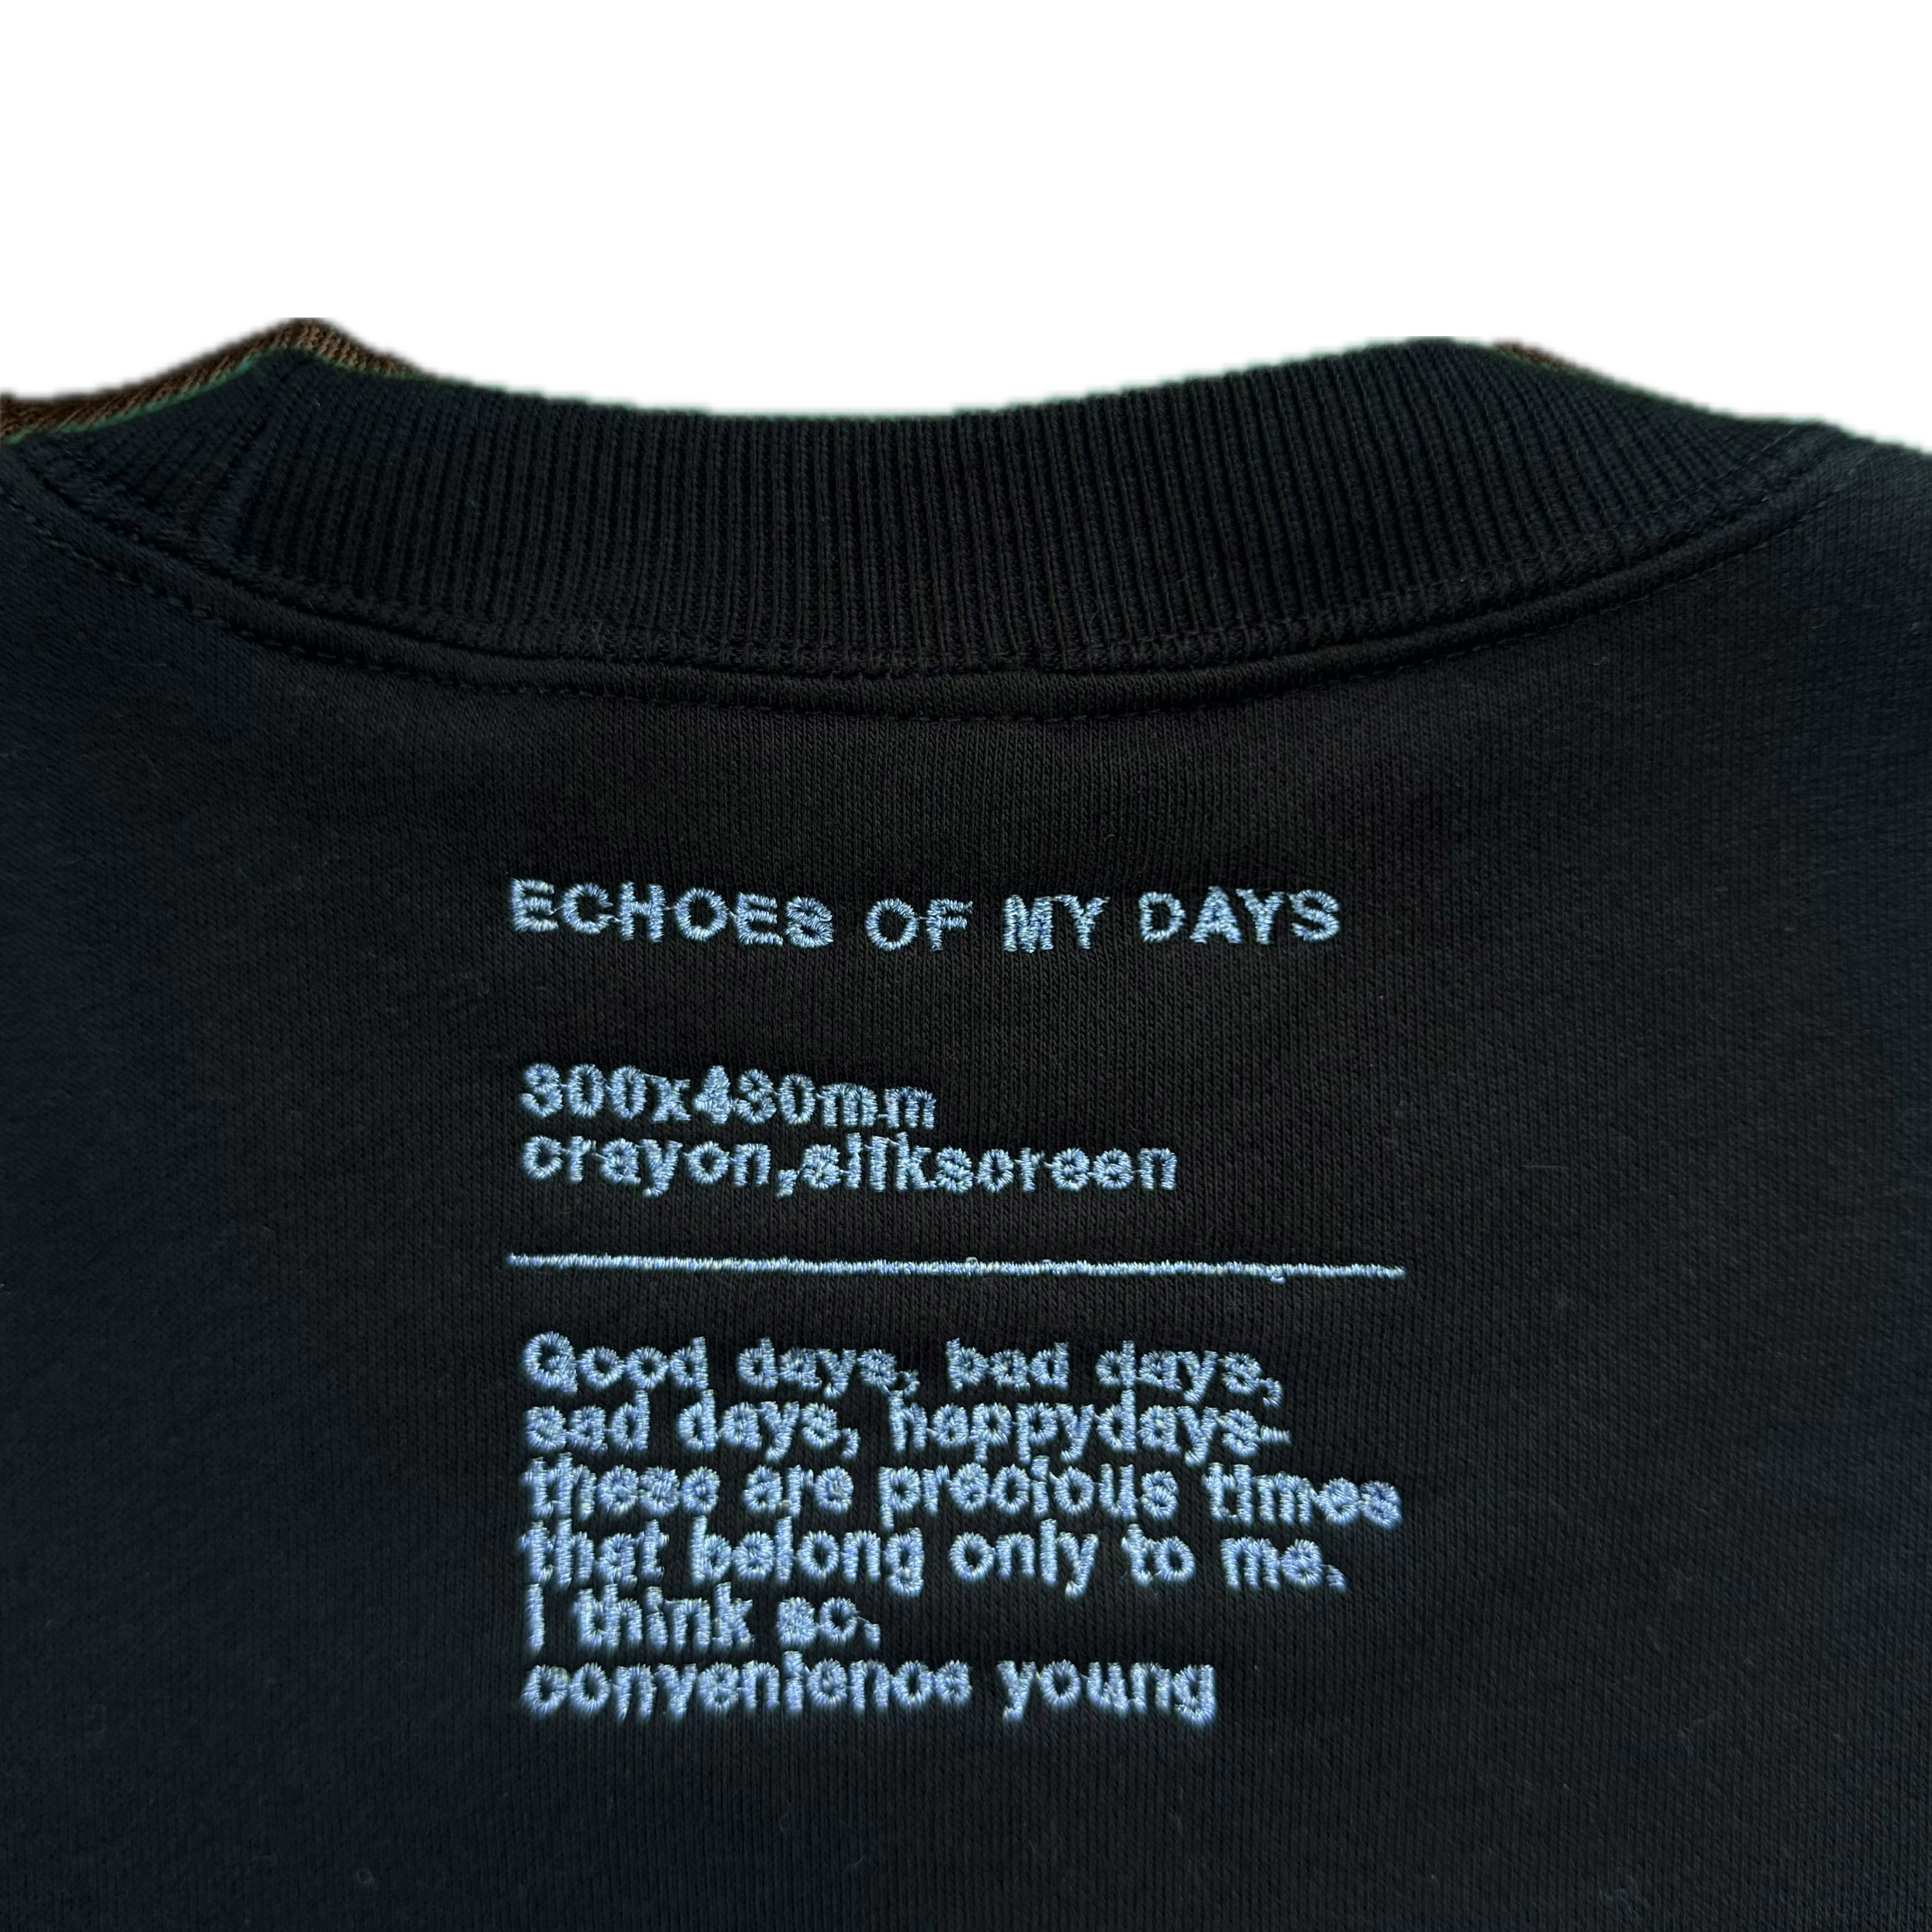 ECHOES OF MY DAYS
300x430mm
crayon,silkscreen
Good days, bad days,
sad days, happydays-
these are precious times
that belong only to me.
I think so.
convenience young